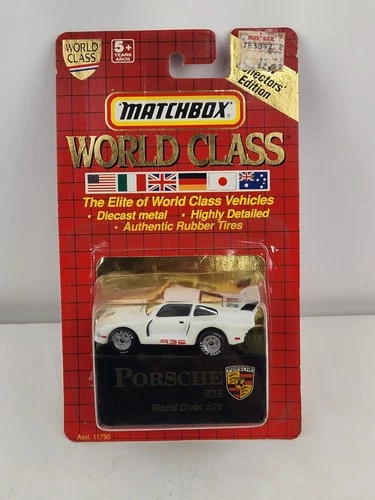 WORLD
CLASS
5+
YEARS
AÑOS
Collectors'
Edition
MATCHBOX
WORLD CLASS
The Elite of World Class Vehicles
• Diecast metal • Highly Detailed
• Authentic Rubber Tires
935
PORSCHE
935
World Class #22
PORSCHE
Asst. 11790